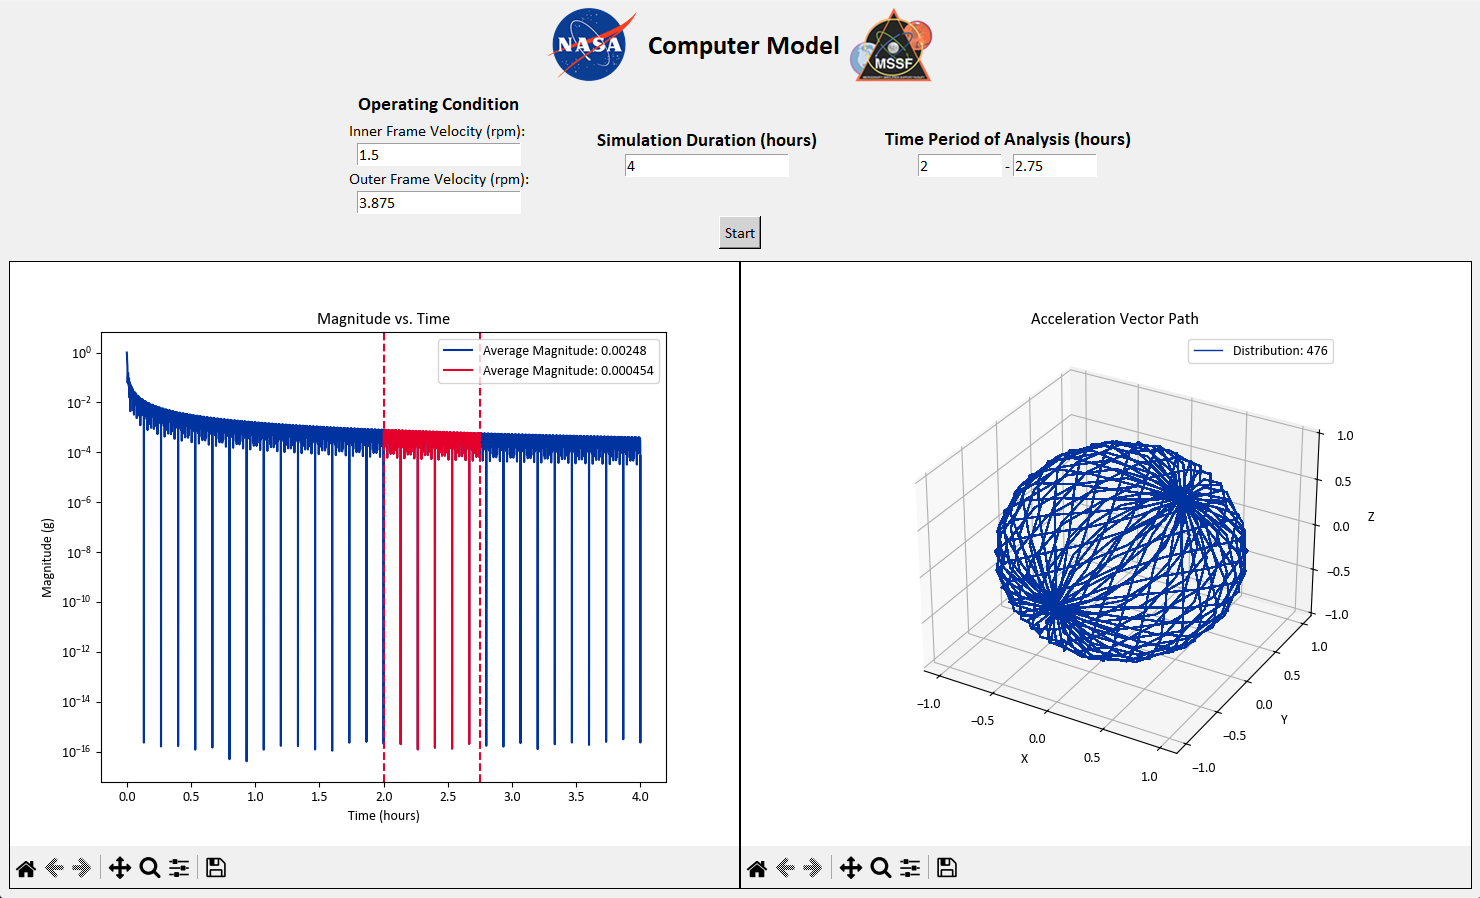 NASA
Computer Model
MSSF
Operating Condition
Inner Frame Velocity (rpm):
1.5
Outer Frame Velocity (rpm):
3.875
Simulation Duration (hours)
4
Time Period of Analysis (hours)
2 - 2.75
Start
Magnitude vs. Time
Average Magnitude: 0.00248
Average Magnitude: 0.000454
Magnitude (g)
10⁰
10⁻²
10⁻⁴
10⁻⁶
10⁻⁸
10⁻¹⁰
10⁻¹²
10⁻¹⁴
10⁻¹⁶
0.0 0.5 1.0 1.5 2.0 2.5 3.0 3.5 4.0
Time (hours)
Acceleration Vector Path
Distribution: 476
1.0
0.5
0.0
−0.5
−1.0
Z
1.0
0.5
0.0
−0.5
−1.0
Y
−1.0
−0.5
0.0
0.5
1.0
X